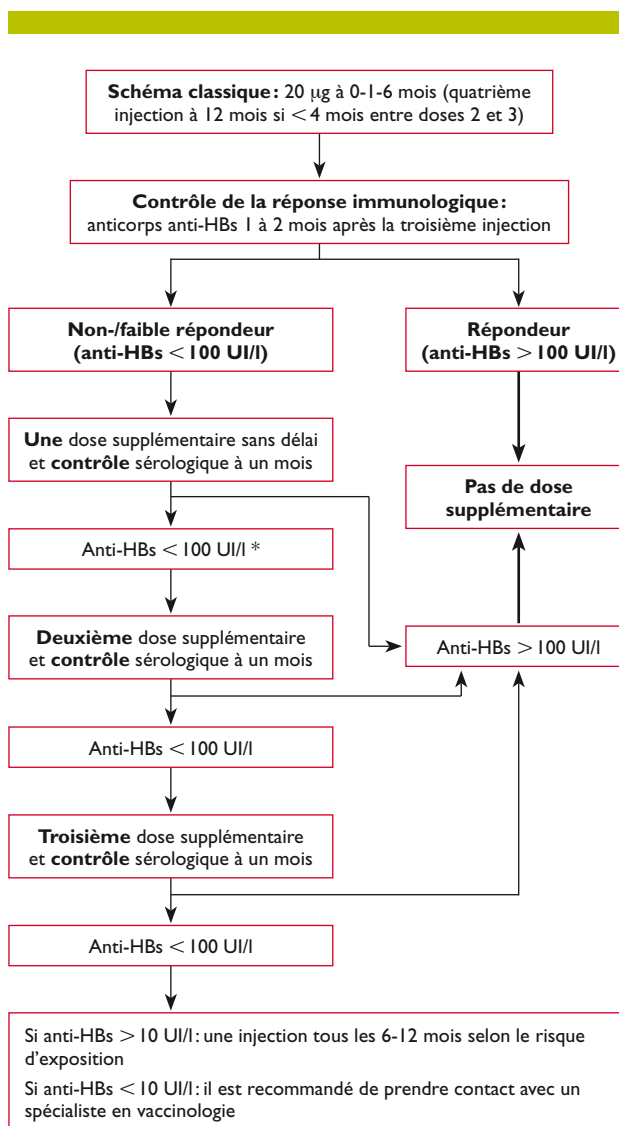 Schéma classique: 20 µg à 0-1-6 mois (quatrième
injection à 12 mois si < 4 mois entre doses 2 et 3)
Contrôle de la réponse immunologique:
anticorps anti-HBs 1 à 2 mois après la troisième injection
Non-/faible répondeur
(anti-HBs < 100 UI/l)
Répondeur
(anti-HBs > 100 UI/l)
Une dose supplémentaire sans délai
et contrôle sérologique à un mois
Pas de dose
supplémentaire
Anti-HBs < 100 UI/l *
Deuxième dose supplémentaire
et contrôle sérologique à un mois
Anti-HBs > 100 UI/l
Anti-HBs < 100 UI/l
Troisième dose supplémentaire
et contrôle sérologique à un mois
Anti-HBs < 100 UI/l
Si anti-HBs > 10 UI/l: une injection tous les 6-12 mois selon le risque
d'exposition
Si anti-HBs < 10 UI/l: il est recommandé de prendre contact avec un
spécialiste en vaccinologie